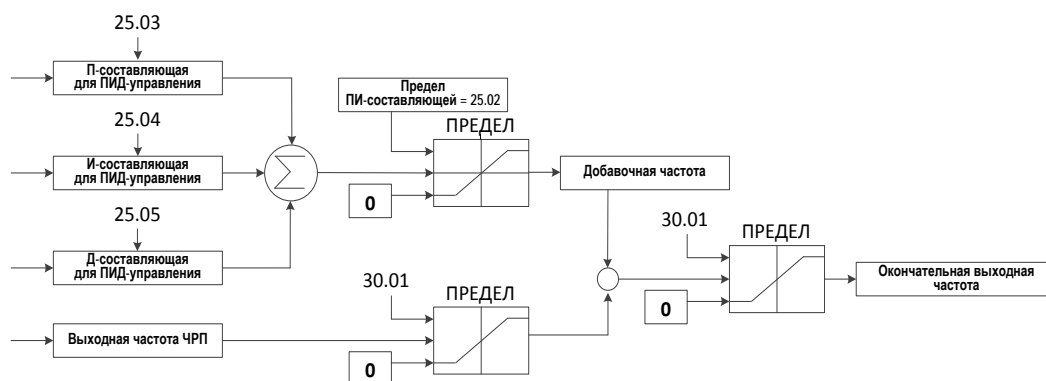 25.03
П-составляющая
для ПИД-управления
25.04
И-составляющая
для ПИД-управления
25.05
Д-составляющая
для ПИД-управления
Выходная частота ЧРП
Σ
Предел
ПИ-составляющей = 25.02
ПРЕДЕЛ
0
Добавочная частота
30.01
ПРЕДЕЛ
0
30.01
ПРЕДЕЛ
0
Окончательная выходная
частота